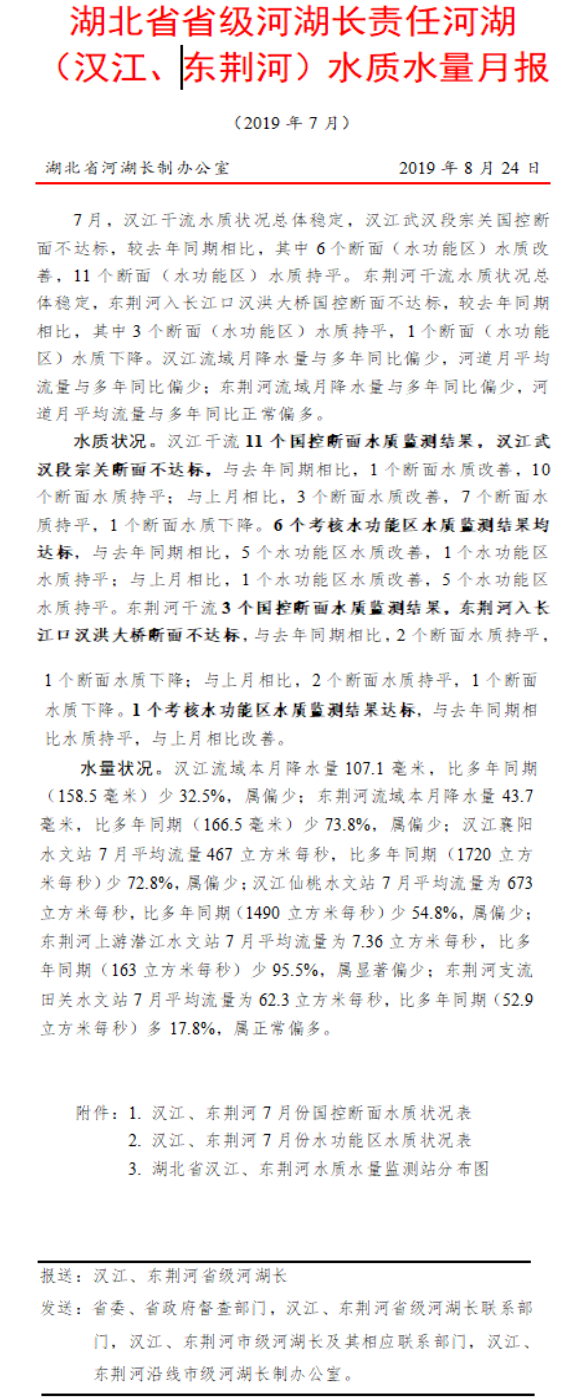 湖北省省级河湖长责任河湖
（汉江、东荆河）水质水量月报
（2019 年 7 月）
湖北省河湖长制办公室 2019 年 8 月 24 日
7 月，汉江干流水质状况总体稳定，汉江武汉段宗关国控断
面不达标，较去年同期相比，其中 6 个断面（水功能区）水质改
善，11 个断面（水功能区）水质持平。东荆河干流水质状况总
体稳定，东荆河入长江口汉洪大桥国控断面不达标，较去年同期
相比，其中 3 个断面（水功能区）水质持平，1 个断面（水功能
区）水质下降。汉江流域月降水量与多年同比偏少，河道月平均
流量与多年同比偏少；东荆河流域月降水量与多年同比偏少，河
道月平均流量与多年同比正常偏多。
水质状况。汉江干流 11 个国控断面水质监测结果，汉江武
汉段宗关断面不达标，与去年同期相比，1 个断面水质改善，10
个断面水质持平；与上月相比，3 个断面水质改善，7 个断面水
质持平，1 个断面水质下降。6 个考核水功能区水质监测结果均
达标，与去年同期相比，5 个水功能区水质改善，1 个水功能区
水质持平；与上月相比，1 个水功能区水质改善，5 个水功能区
水质持平。东荆河干流 3 个国控断面水质监测结果，东荆河入长
江口汉洪大桥断面不达标，与去年同期相比，2 个断面水质持平，
1 个断面水质下降；与上月相比，2 个断面水质持平，1 个断面
水质下降。1 个考核水功能区水质监测结果达标，与去年同期相
比水质持平，与上月相比改善。
水量状况。汉江流域本月降水量 107.1 毫米，比多年同期
（158.5 毫米）少 32.5%，属偏少；东荆河流域本月降水量 43.7
毫米，比多年同期（166.5 毫米）少 73.8%，属偏少；汉江襄阳
水文站 7 月平均流量 467 立方米每秒，比多年同期（1720 立方
米每秒）少 72.8%，属偏少；汉江仙桃水文站 7 月平均流量为 673
立方米每秒，比多年同期（1490 立方米每秒）少 54.8%，属偏少；
东荆河上游潜江水文站 7 月平均流量为 7.36 立方米每秒，比多
年同期（163 立方米每秒）少 95.5%，属显著偏少；东荆河支流
田关水文站 7 月平均流量为 62.3 立方米每秒，比多年同期（52.9
立方米每秒）多 17.8%，属正常偏多。
附件：1. 汉江、东荆河 7 月份国控断面水质状况表
2. 汉江、东荆河 7 月份水功能区水质状况表
3. 湖北省汉江、东荆河水质水量监测站分布图
报送：汉江、东荆河省级河湖长
发送：省委、省政府督查部门，汉江、东荆河省级河湖长联系部
门，汉江、东荆河市级河湖长及其相应联系部门，汉江、
东荆河沿线市级河湖长制办公室。